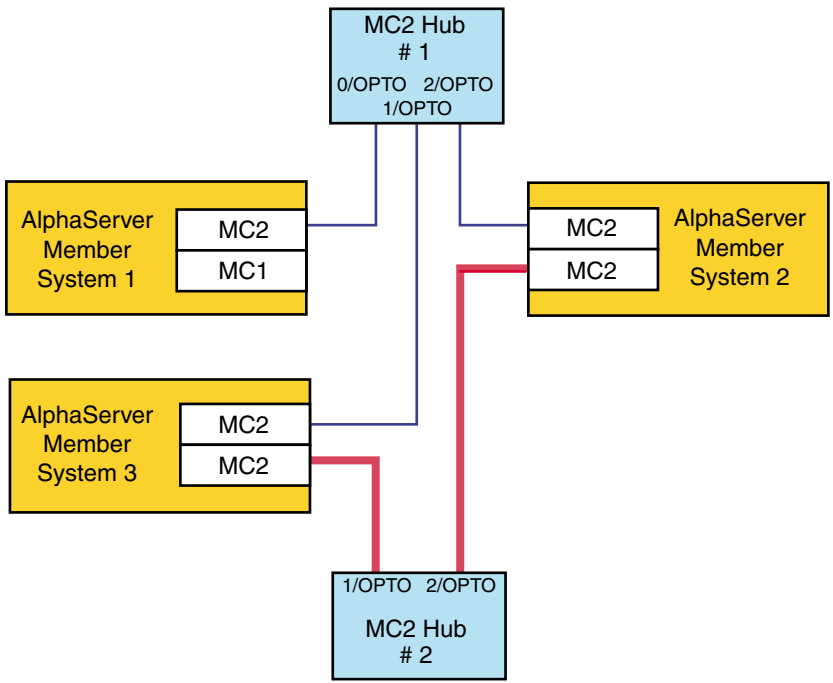 MC2 Hub
# 1
0/OPTO 2/OPTO
1/OPTO
AlphaServer
Member
System 1
MC2
MC1
MC2
MC2
AlphaServer
Member
System 2
AlphaServer
Member
System 3
MC2
MC2
1/OPTO 2/OPTO
MC2 Hub
# 2